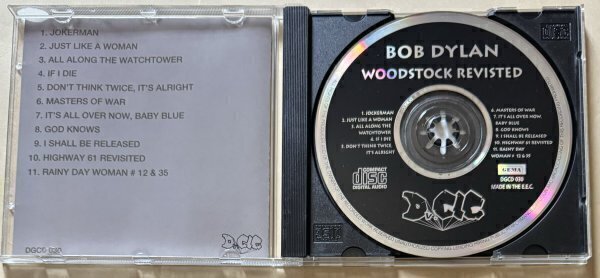 1. JOKERMAN
2. JUST LIKE A WOMAN
3. ALL ALONG THE WATCHTOWER
4. IF I DIE
5. DON'T THINK TWICE, IT'S ALRIGHT
6. MASTERS OF WAR
7. IT'S ALL OVER NOW, BABY BLUE
8. GOD KNOWS
9. I SHALL BE RELEASED
10. HIGHWAY 61 REVISITED
11. RAINY DAY WOMAN # 12 & 35
DGCD 030
BOB DYLAN
WOODSTOCK REVISITED
1. JOKERMAN
2. JUST LIKE A WOMAN
3. ALL ALONG THE
WATCHTOWER
4. IF I DIE
5. DON'T THINK TWICE,
IT'S ALRIGHT
6. MASTERS OF WAR
7. IT'S ALL OVER NOW,
BABY BLUE
8. GOD KNOWS
9. I SHALL BE RELEASED
10. HIGHWAY 61 REVISITED
11. RAINY DAY
WOMAN # 12 & 35
COMPACT
disc
DIGITAL AUDIO
GEMA
DGCD 030
MADE IN THE E.E.C.